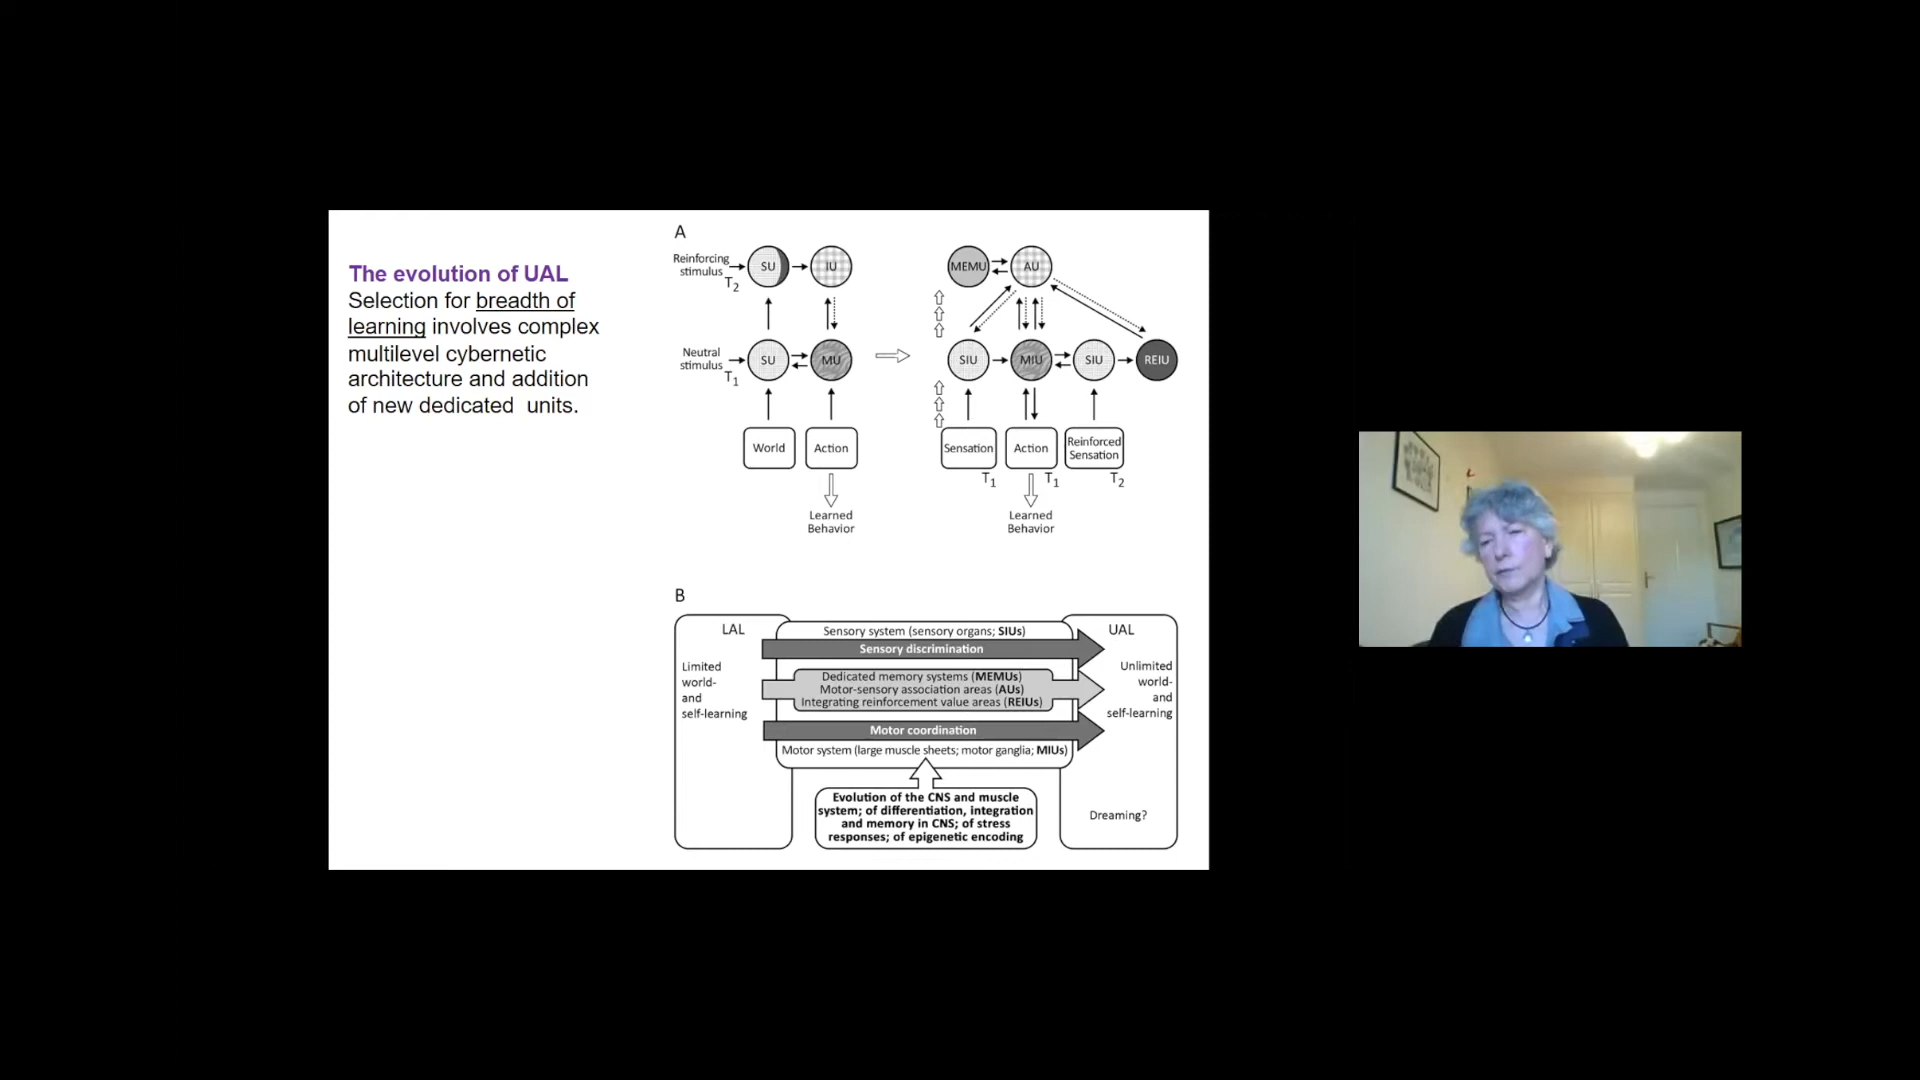 The evolution of UAL
Selection for breadth of
learning involves complex
multilevel cybernetic
architecture and addition
of new dedicated units.
A
Reinforcing
stimulus
T2
SU
IU
Neutral
stimulus
T1
SU
MU
World
Action
Learned
Behavior
MEMU
AU
SIU
MIU
SIU
REIU
Sensation
Action
Reinforced
Sensation
T1
T1
T2
Learned
Behavior
B
LAL
Limited
world-
and
self-learning
Sensory system (sensory organs; SIUs)
Sensory discrimination
Dedicated memory systems (MEMUs)
Motor-sensory association areas (AUs)
Integrating reinforcement value areas (REIUs)
Motor coordination
Motor system (large muscle sheets; motor ganglia; MIUs)
Evolution of the CNS and muscle
system; of differentiation, integration
and memory in CNS; of stress
responses; of epigenetic encoding
UAL
Unlimited
world-
and
self-learning
Dreaming?